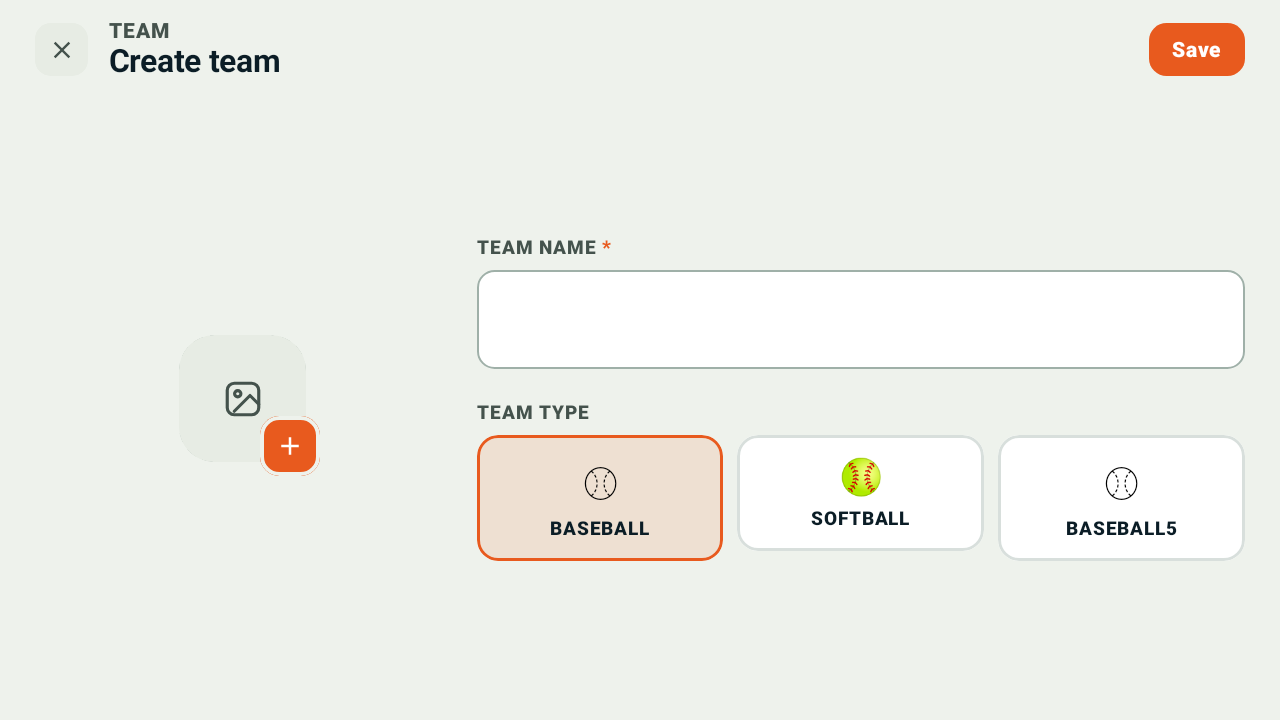 TEAM
Create team
Save
TEAM NAME *
TEAM TYPE
BASEBALL
SOFTBALL
BASEBALL5